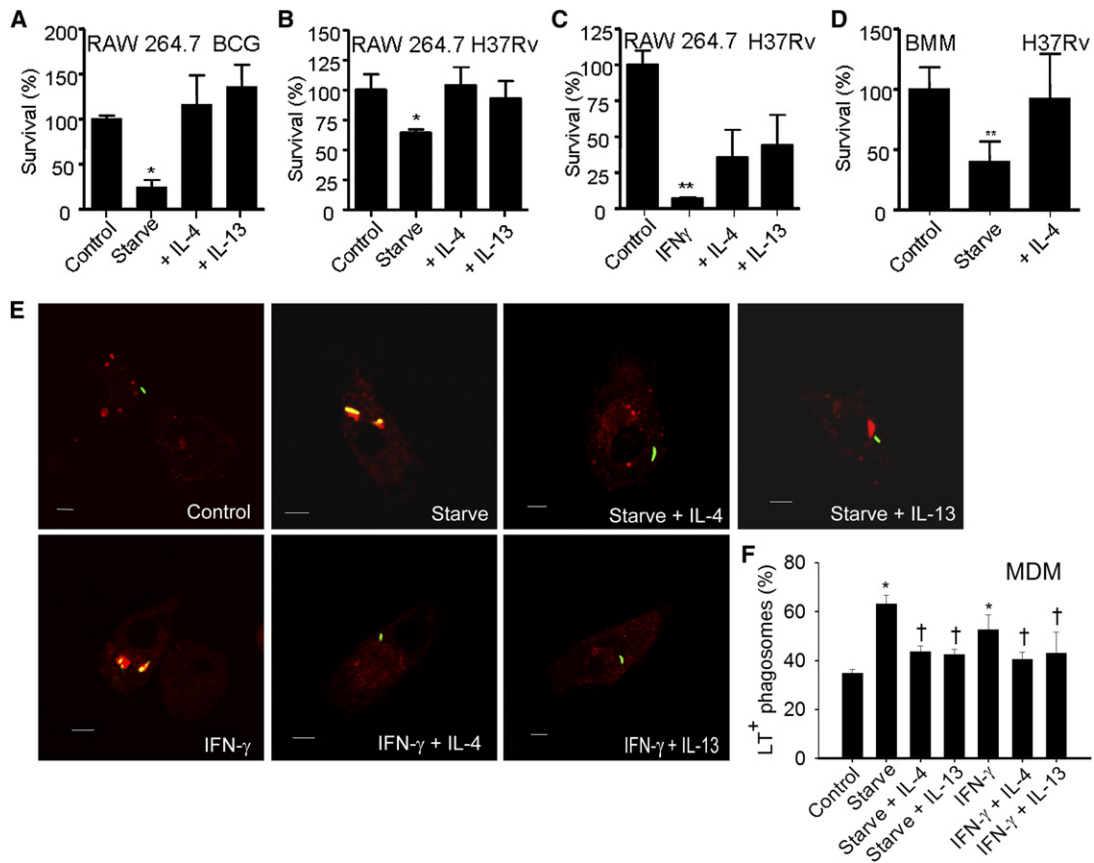 A
RAW 264.7 BCG
Survival (%)
200
150
100
50
0
*
Control
Starve
+ IL-4
+ IL-13
B
RAW 264.7 H37Rv
Survival (%)
150
125
100
75
50
25
0
*
Control
Starve
+ IL-4
+ IL-13
C
RAW 264.7 H37Rv
Survival (%)
125
100
75
50
25
0
**
Control
IFNγ
+ IL-4
+ IL-13
D
BMM H37Rv
Survival (%)
150
100
50
0
**
Control
Starve
+ IL-4
E
Control
Starve
Starve + IL-4
Starve + IL-13
IFN-γ
IFN-γ + IL-4
IFN-γ + IL-13
F
MDM
LT+ phagosomes (%)
80
60
40
20
0
* † † * † †
Control
Starve
Starve + IL-4
Starve + IL-13
IFN-γ
IFN-γ + IL-4
IFN-γ + IL-13